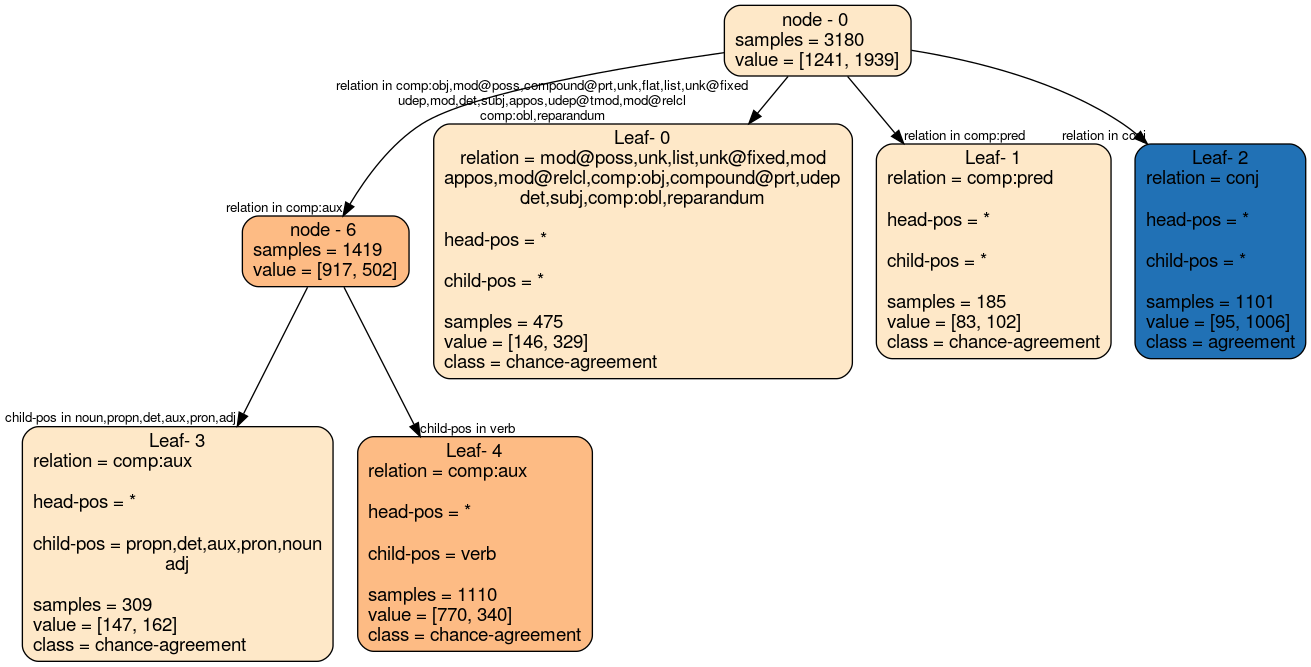 node - 0
samples = 3180
value = [1241, 1939]
relation in comp:obj,mod@poss,compound@prt,unk,flat,list,unk@fixed
udep,mod,det,subj,appos,udep@tmod,mod@relcl
comp:obl,reparandum
relation in comp:pred
relation in conj
relation in comp:aux
node - 6
samples = 1419
value = [917, 502]
Leaf- 0
relation = mod@poss,unk,list,unk@fixed,mod
appos,mod@relcl,comp:obj,compound@prt,udep
det,subj,comp:obl,reparandum
head-pos = *
child-pos = *
samples = 475
value = [146, 329]
class = chance-agreement
Leaf- 1
relation = comp:pred
head-pos = *
child-pos = *
samples = 185
value = [83, 102]
class = chance-agreement
Leaf- 2
relation = conj
head-pos = *
child-pos = *
samples = 1101
value = [95, 1006]
class = agreement
child-pos in noun,propn,det,aux,pron,adj
child-pos in verb
Leaf- 3
relation = comp:aux
head-pos = *
child-pos = propn,det,aux,pron,noun
adj
samples = 309
value = [147, 162]
class = chance-agreement
Leaf- 4
relation = comp:aux
head-pos = *
child-pos = verb
samples = 1110
value = [770, 340]
class = chance-agreement